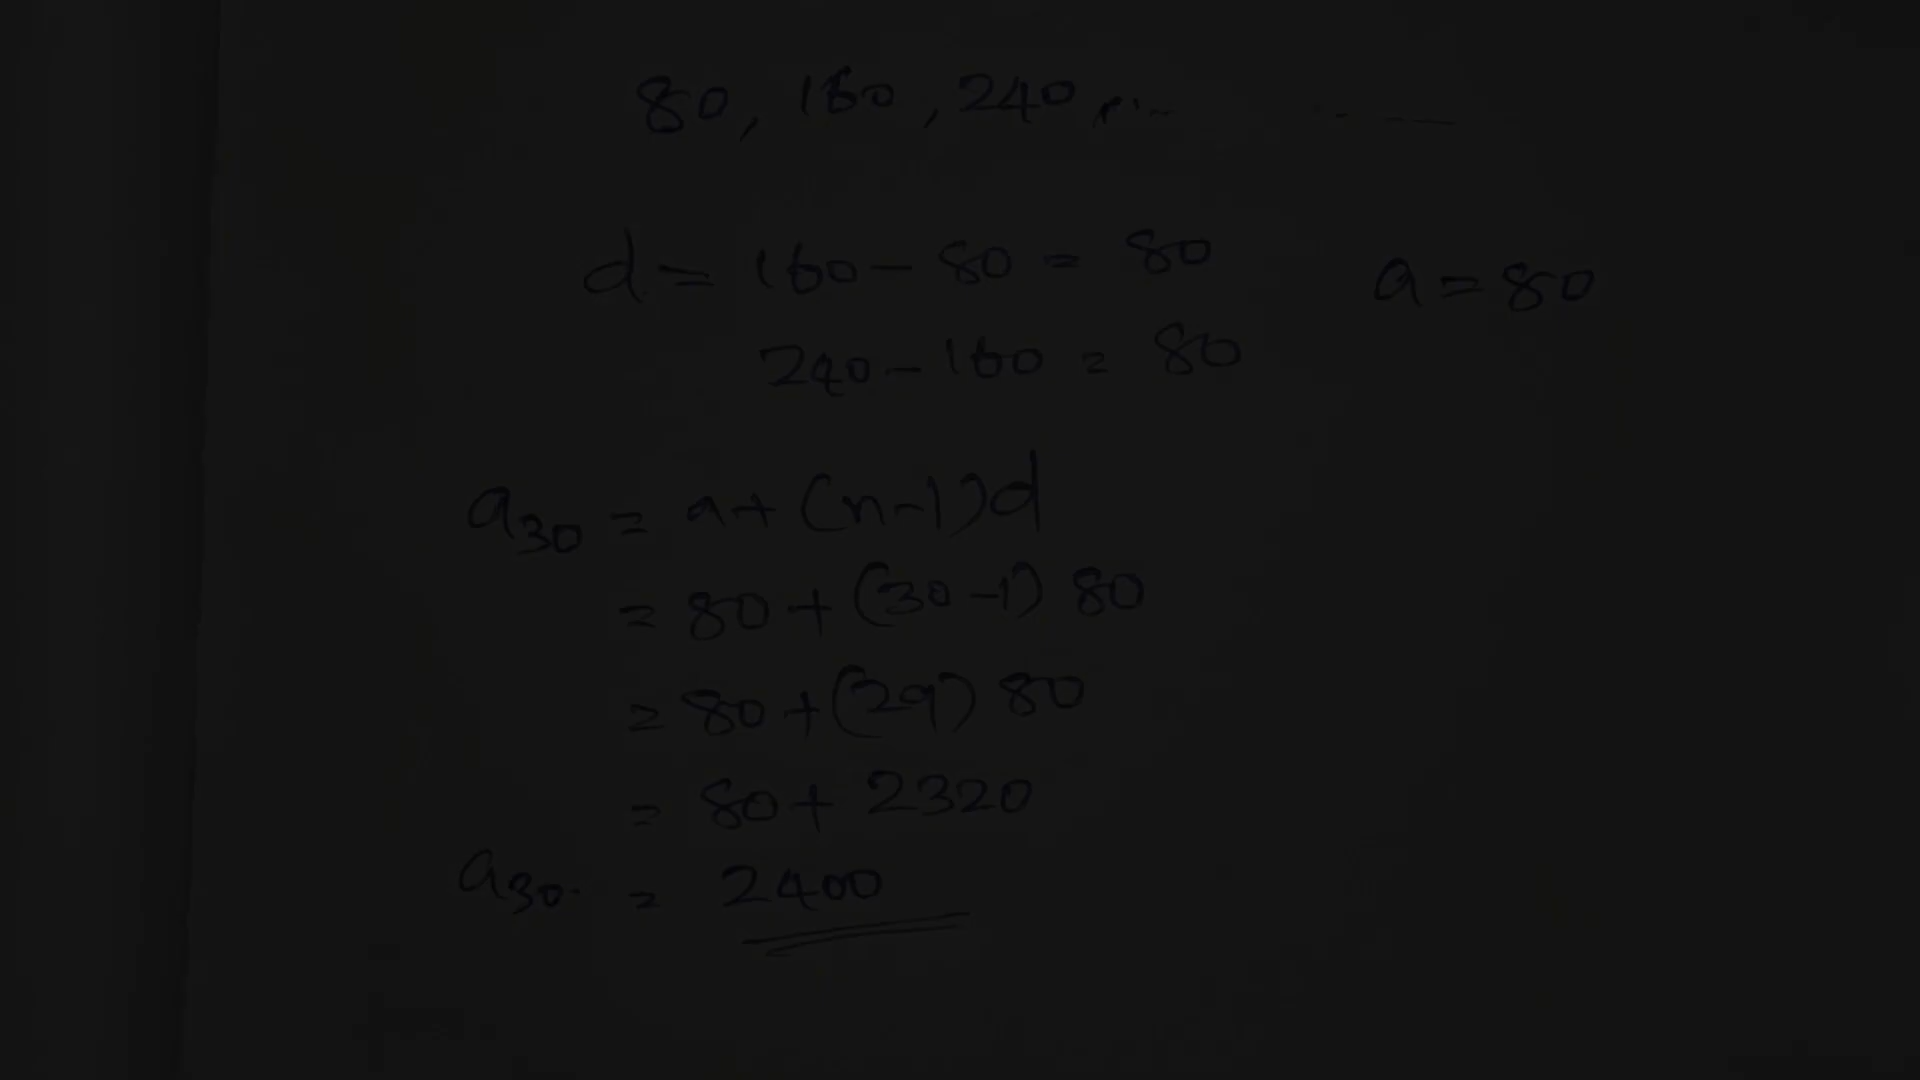 80, 160, 240, ... ....
d = 160 - 80 = 80 a = 80
240 - 160 = 80
a30 = a + (n-1)d
= 80 + (30-1) 80
= 80 + (29) 80
= 80 + 2320
a30 = 2400